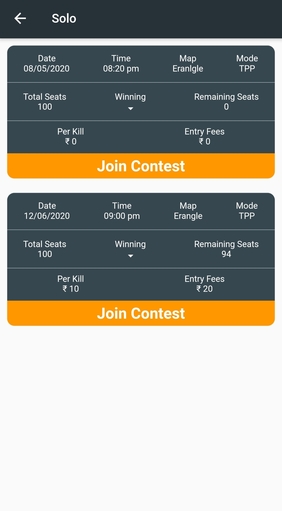 Solo
Date Time Map Mode
08/05/2020 08:20 pm Eranlgle TPP
Total Seats Winning Remaining Seats
100 0
Per Kill Entry Fees
₹ 0 ₹ 0
Join Contest
Date Time Map Mode
12/06/2020 09:00 pm Erangle TPP
Total Seats Winning Remaining Seats
100 94
Per Kill Entry Fees
₹ 10 ₹ 20
Join Contest